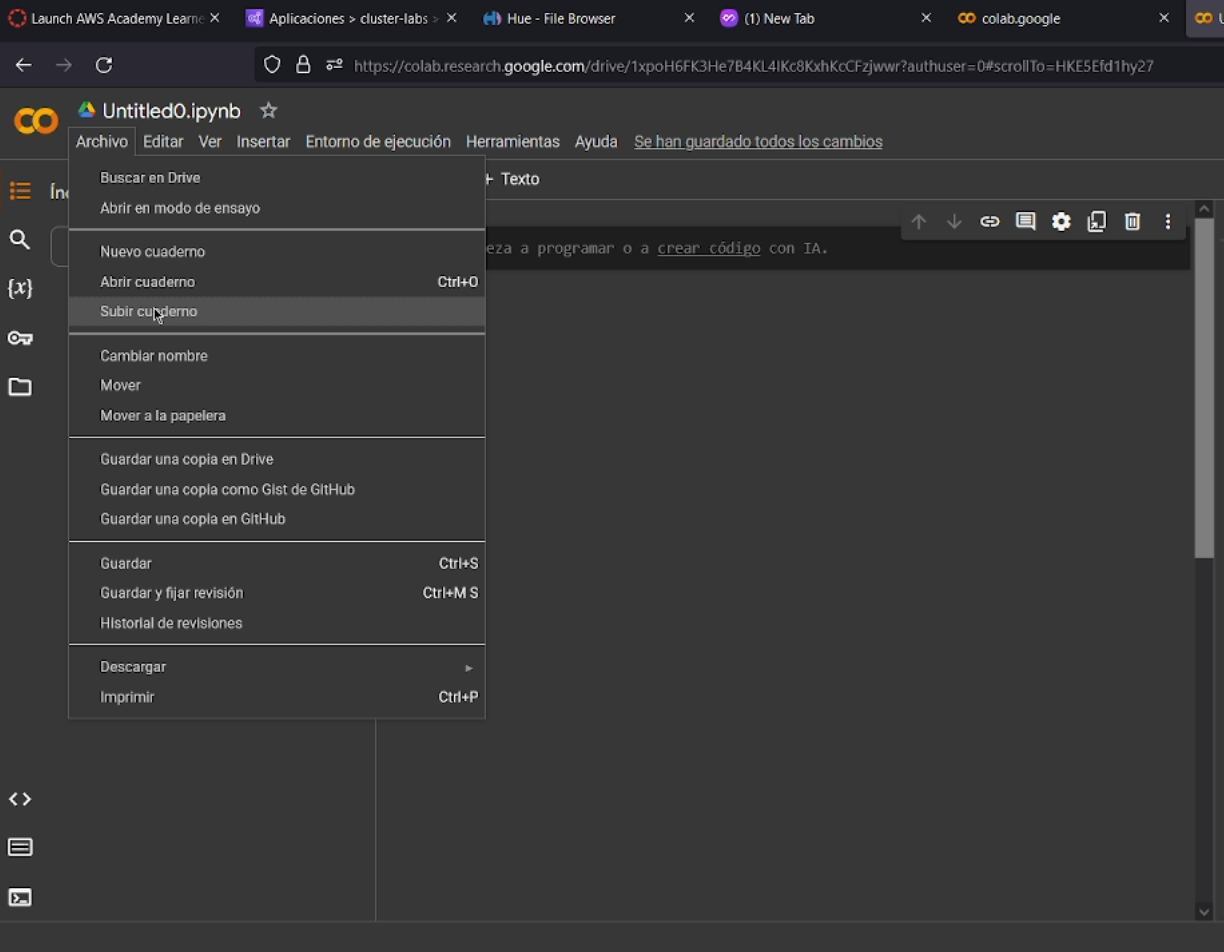 Launch AWS Academy Learne
Aplicaciones > cluster-labs >
Hue - File Browser
(1) New Tab
colab.google
https://colab.research.google.com/drive/1xpoH6FK3He7B4KL4IKc8KxhKcCFzjwwr?authuser=0#scrollTo=HKE5Efd1hy27
Untitled0.ipynb
Archivo Editar Ver Insertar Entorno de ejecución Herramientas Ayuda Se han guardado todos los cambios
+ Texto
Buscar en Drive
Abrir en modo de ensayo
Nuevo cuaderno
eza a programar o a crear código con IA.
Abrir cuaderno Ctrl+O
Subir cuaderno
Cambiar nombre
Mover
Mover a la papelera
Guardar una copia en Drive
Guardar una copia como Gist de GitHub
Guardar una copia en GitHub
Guardar Ctrl+S
Guardar y fijar revisión Ctrl+M S
Historial de revisiones
Descargar
Imprimir Ctrl+P